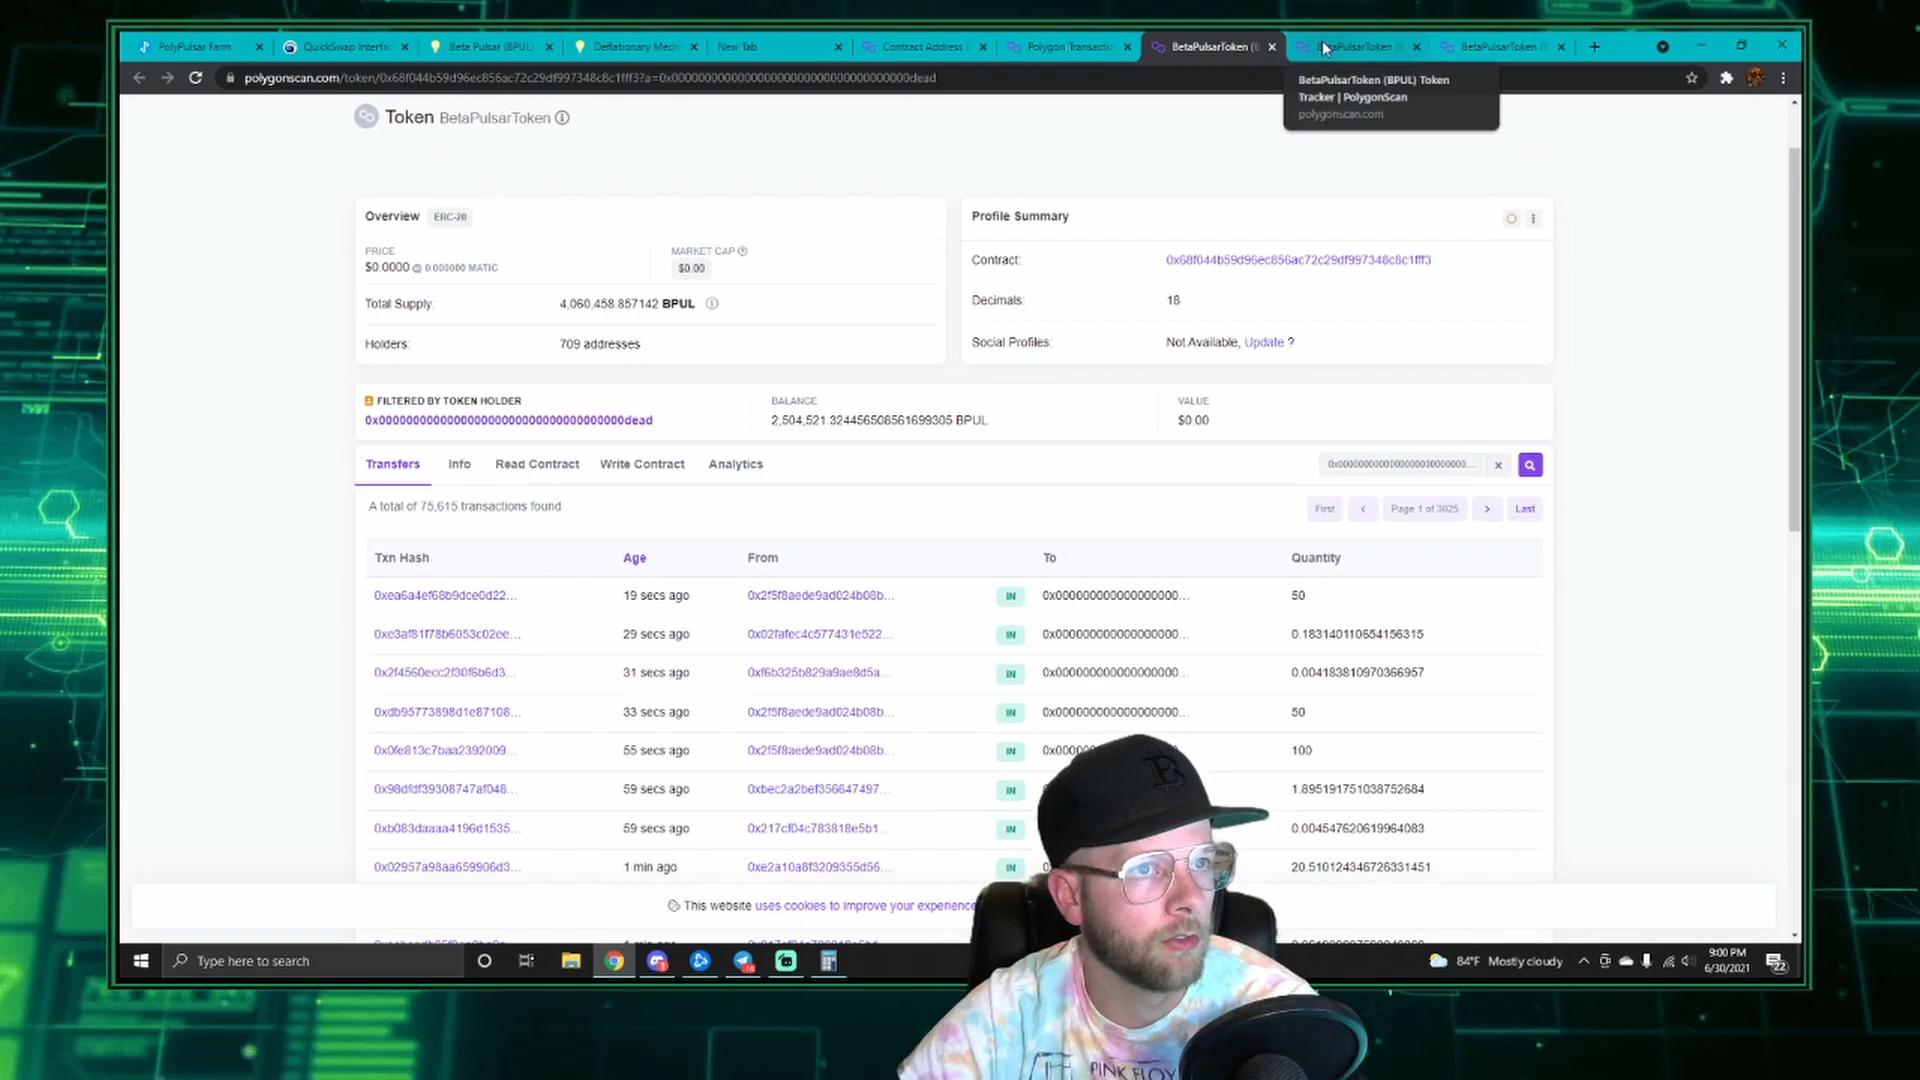 PolyPulsar Farm
QuickSwap Interfac
Beta Pulsar (BPUL)
Deflationary Mech
New Tab
Contract Address
Polygon Transactio
BetaPulsarToken (
BetaPulsarToken (
polygonscan.com/token/0x68f044b59d96ec856ac72c29df997348c8c1fff3?a=0x000000000000000000000000000000000000dead
BetaPulsarToken (BPUL) Token
Tracker | PolygonScan
polygonscan.com
Token BetaPulsarToken
Overview ERC-20
PRICE
$0.0000 @ 0.000000 MATIC
MARKET CAP
$0.00
Total Supply: 4,060,458.857142 BPUL
Holders: 709 addresses
Profile Summary
Contract: 0x68f044b59d96ec856ac72c29df997348c8c1fff3
Decimals: 18
Social Profiles: Not Available, Update ?
FILTERED BY TOKEN HOLDER
0x000000000000000000000000000000000000dead
BALANCE
2,504,521.324456508561699305 BPUL
VALUE
$0.00
Transfers Info Read Contract Write Contract Analytics
A total of 75,615 transactions found
First < Page 1 of 3025 > Last
Txn Hash Age From To Quantity
0xea6a4ef68b9dce0d22... 19 secs ago 0x2f5f8aede9ad024b08b... IN 0x0000000000000000... 50
0xe3af81f78b6053c02ee... 29 secs ago 0x02fafec4c577431e522... IN 0x0000000000000000... 0.183140110654156315
0x2f4560ecc2f30f6b6d3... 31 secs ago 0xf6b325b829a9ae8d5a... IN 0x0000000000000000... 0.004183810970366957
0xdb95773898d1e87108... 33 secs ago 0x2f5f8aede9ad024b08b... IN 0x0000000000000000... 50
0x0fe813c7baa2392009... 55 secs ago 0x2f5f8aede9ad024b08b... IN 100
0x98dfdf39308747af048... 59 secs ago 0xbec2a2bef356647497... IN 1.895191751038752684
0xb083daaaa4196d1535... 59 secs ago 0x217cf04c783818e5b1... IN 0.004547620619964083
0x02957a98aa659906d3... 1 min ago 0xe2a10a8f3209355d56... IN 20.510124346726331451
This website uses cookies to improve your experience
Type here to search
84°F Mostly cloudy
9:00 PM
6/30/2021
22
PINK FLOY